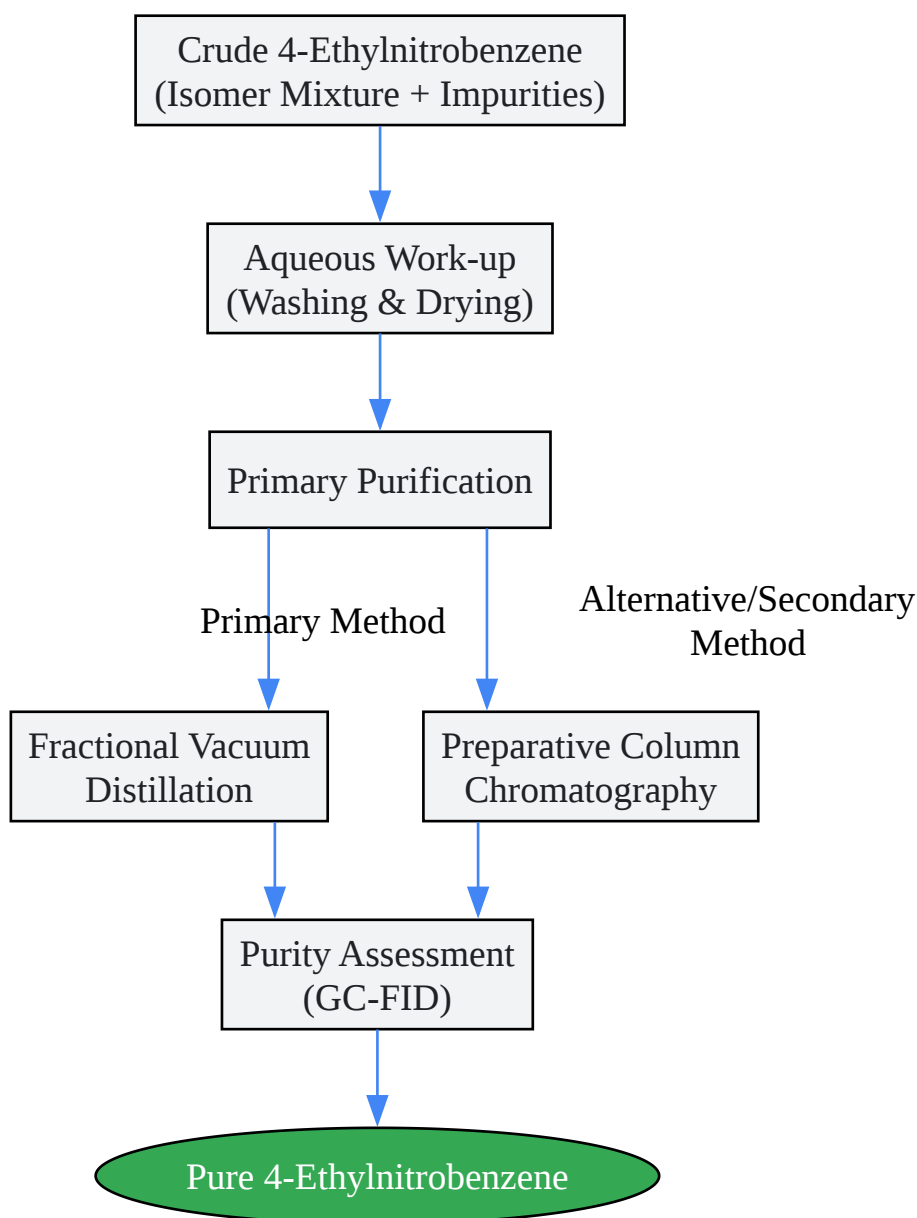 Crude 4-Ethylnitrobenzene
(Isomer Mixture + Impurities)
Aqueous Work-up
(Washing & Drying)
Primary Purification
Primary Method
Alternative/Secondary
Method
Fractional Vacuum
Distillation
Preparative Column
Chromatography
Purity Assessment
(GC-FID)
Pure 4-Ethylnitrobenzene